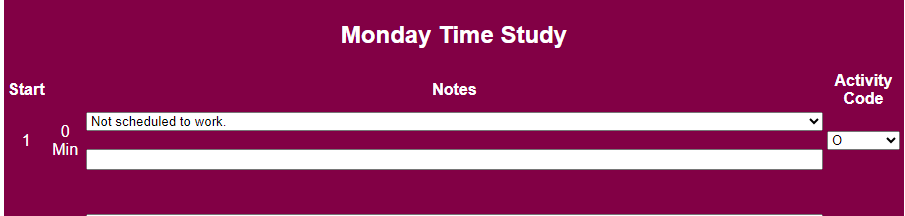 Monday Time Study
Start
Notes
Activity
Code
1
0
Min
Not scheduled to work.
O